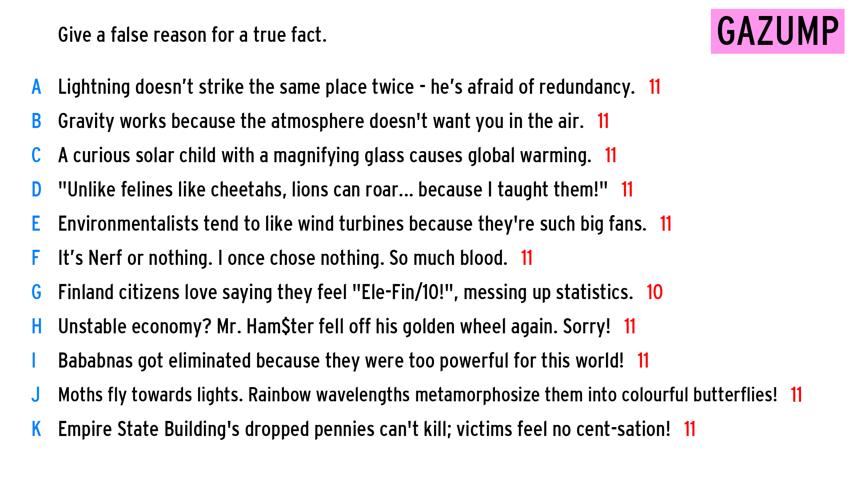 Give a false reason for a true fact.
GAZUMP
A Lightning doesn't strike the same place twice - he's afraid of redundancy. 11
B Gravity works because the atmosphere doesn't want you in the air. 11
C A curious solar child with a magnifying glass causes global warming. 11
D "Unlike felines like cheetahs, lions can roar... because I taught them!" 11
E Environmentalists tend to like wind turbines because they're such big fans. 11
F It's Nerf or nothing. I once chose nothing. So much blood. 11
G Finland citizens love saying they feel "Ele-Fin/10!", messing up statistics. 10
H Unstable economy? Mr. Ham$ter fell off his golden wheel again. Sorry! 11
I Bababnas got eliminated because they were too powerful for this world! 11
J Moths fly towards lights. Rainbow wavelengths metamorphosize them into colourful butterflies! 11
K Empire State Building's dropped pennies can't kill; victims feel no cent-sation! 11